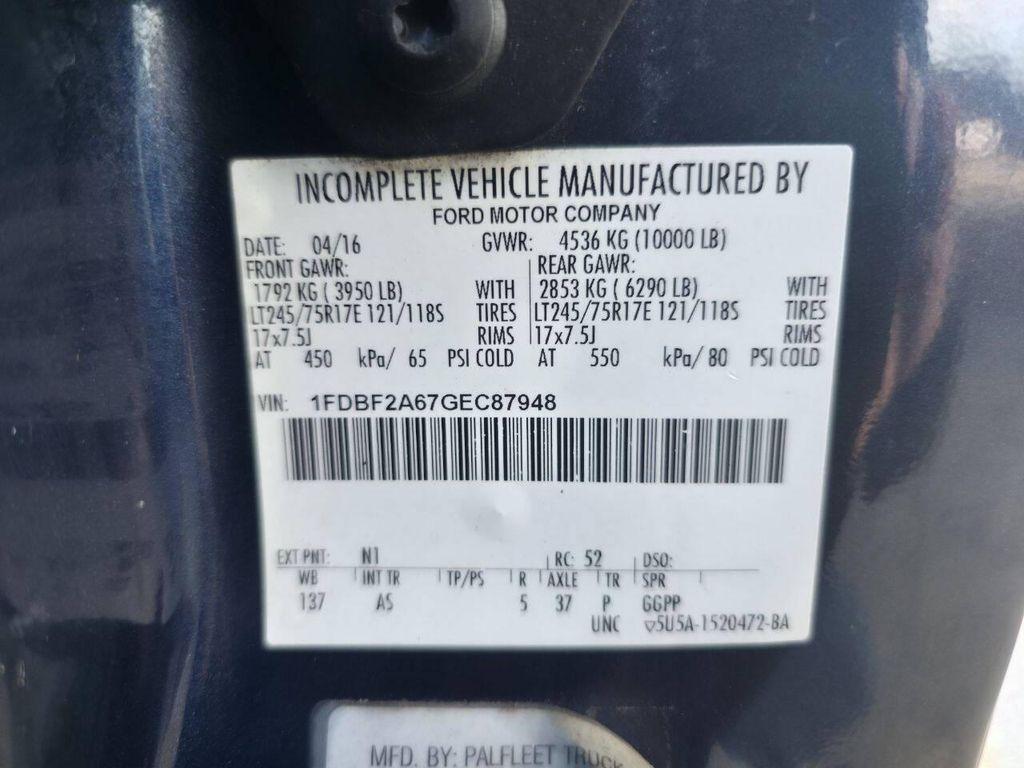 INCOMPLETE VEHICLE MANUFACTURED BY
FORD MOTOR COMPANY
DATE: 04/16 GVWR: 4536 KG (10000 LB)
FRONT GAWR: REAR GAWR:
1792 KG ( 3950 LB) WITH 2853 KG ( 6290 LB) WITH
LT245/75R17E 121/118S TIRES LT245/75R17E 121/118S TIRES
17x7.5J RIMS 17x7.5J RIMS
AT 450 kPa/ 65 PSI COLD AT 550 kPa/ 80 PSI COLD
VIN: 1FDBF2A67GEC87948
EXT PNT: N1 RC: 52 DSO:
WB INT TR TP/PS R AXLE TR SPR
137 AS 5 37 P GGPP
UNC ▽5U5A-1520472-BA
MFD. BY: PALFLEET TRUCK